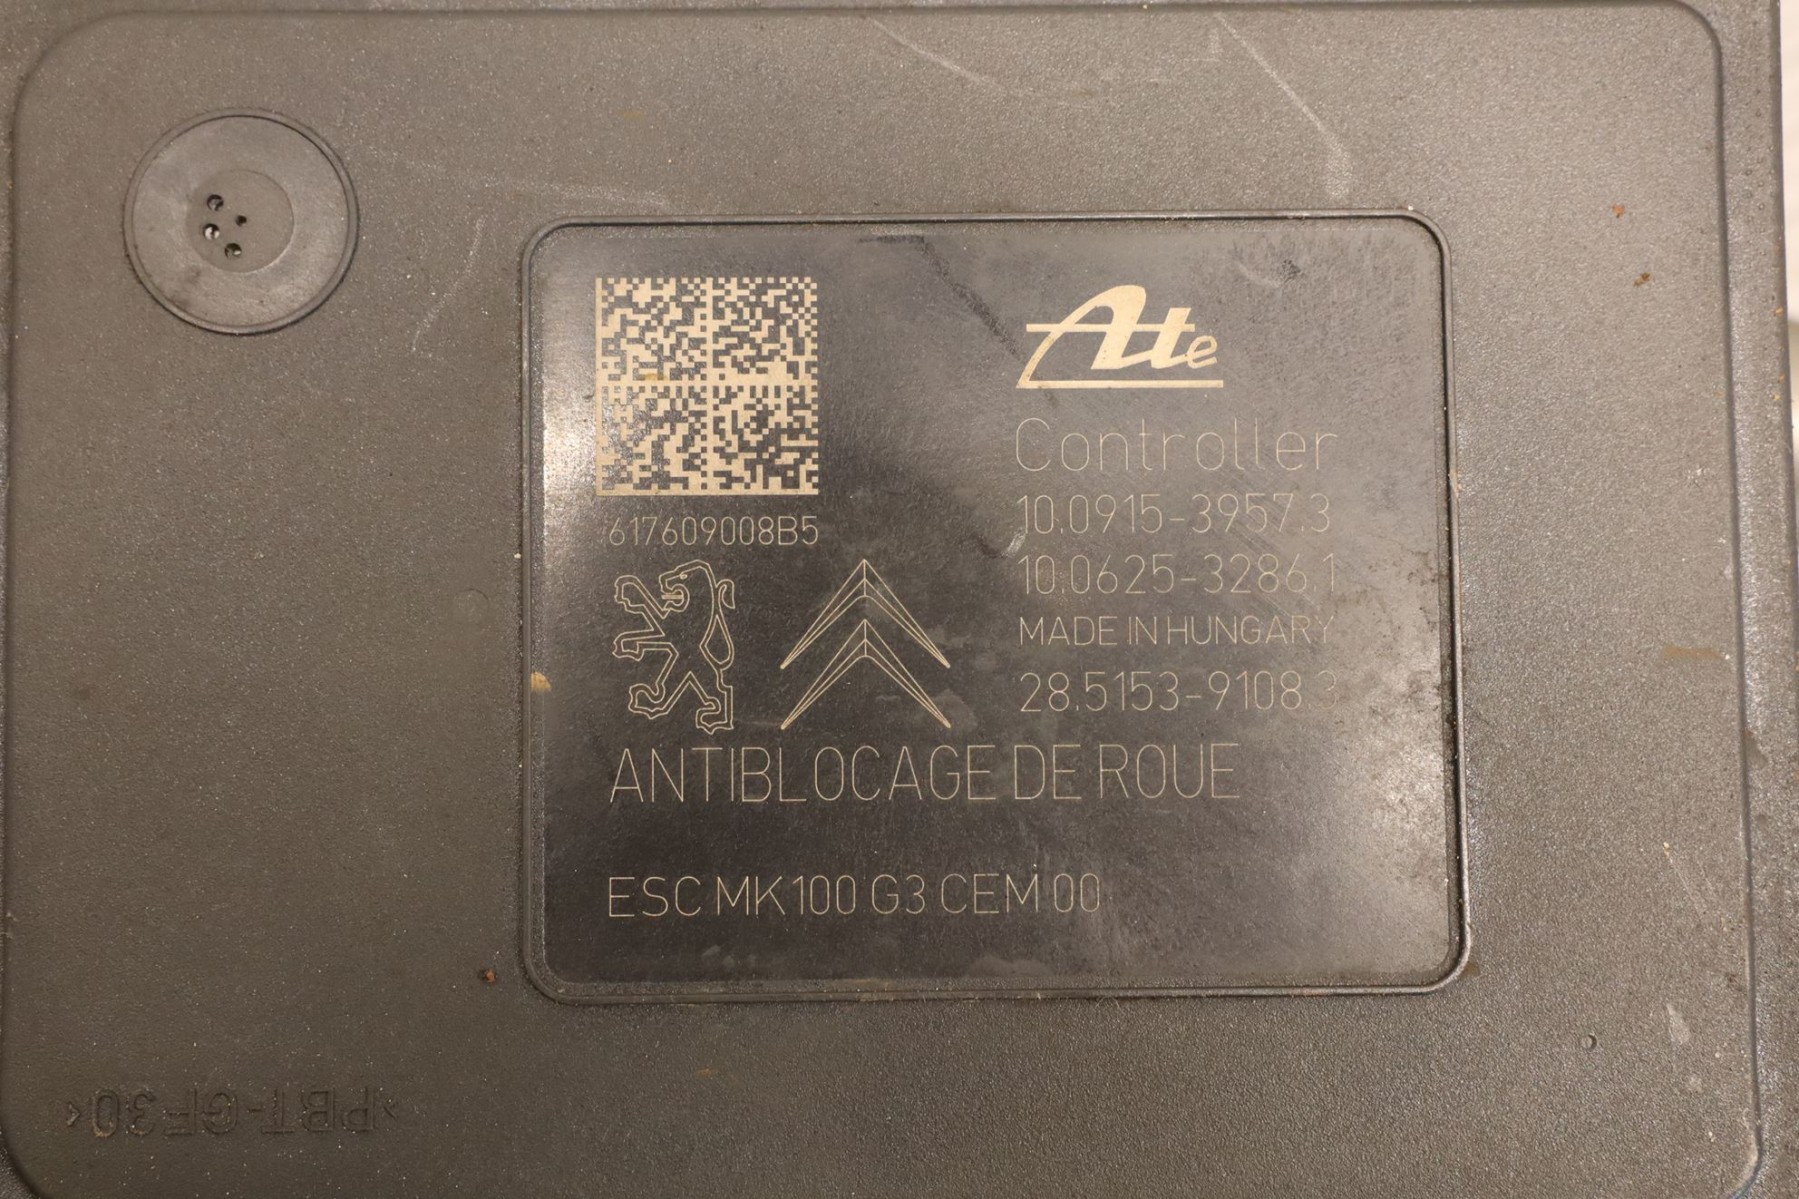 617609008B5
Ate
Controller
10.0915-3957.3
10.0625-3286.1
MADE IN HUNGARY
28.5153-9108.3
ANTIBLOCAGE DE ROUE
ESC MK100 G3 CEM 00
>PBT-GF30<